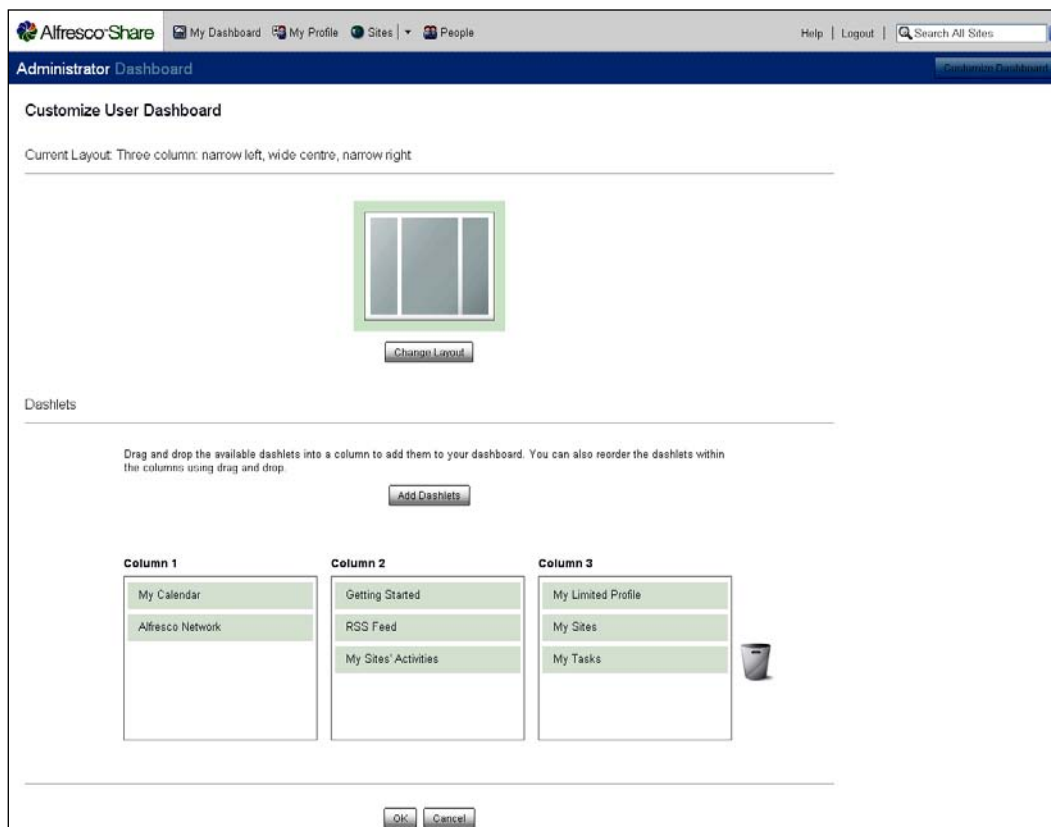 Alfresco Share My Dashboard My Profile Sites People Help Logout Search All Sites
Administrator Dashboard Customize Dashboard
Customize User Dashboard
Current Layout: Three column: narrow left, wide centre, narrow right
Change Layout
Dashlets
Drag and drop the available dashlets into a column to add them to your dashboard. You can also reorder the dashlets within
the columns using drag and drop.
Add Dashlets
Column 1 Column 2 Column 3
My Calendar Getting Started My Limited Profile
Alfresco Network RSS Feed My Sites
My Sites' Activities My Tasks
OK Cancel